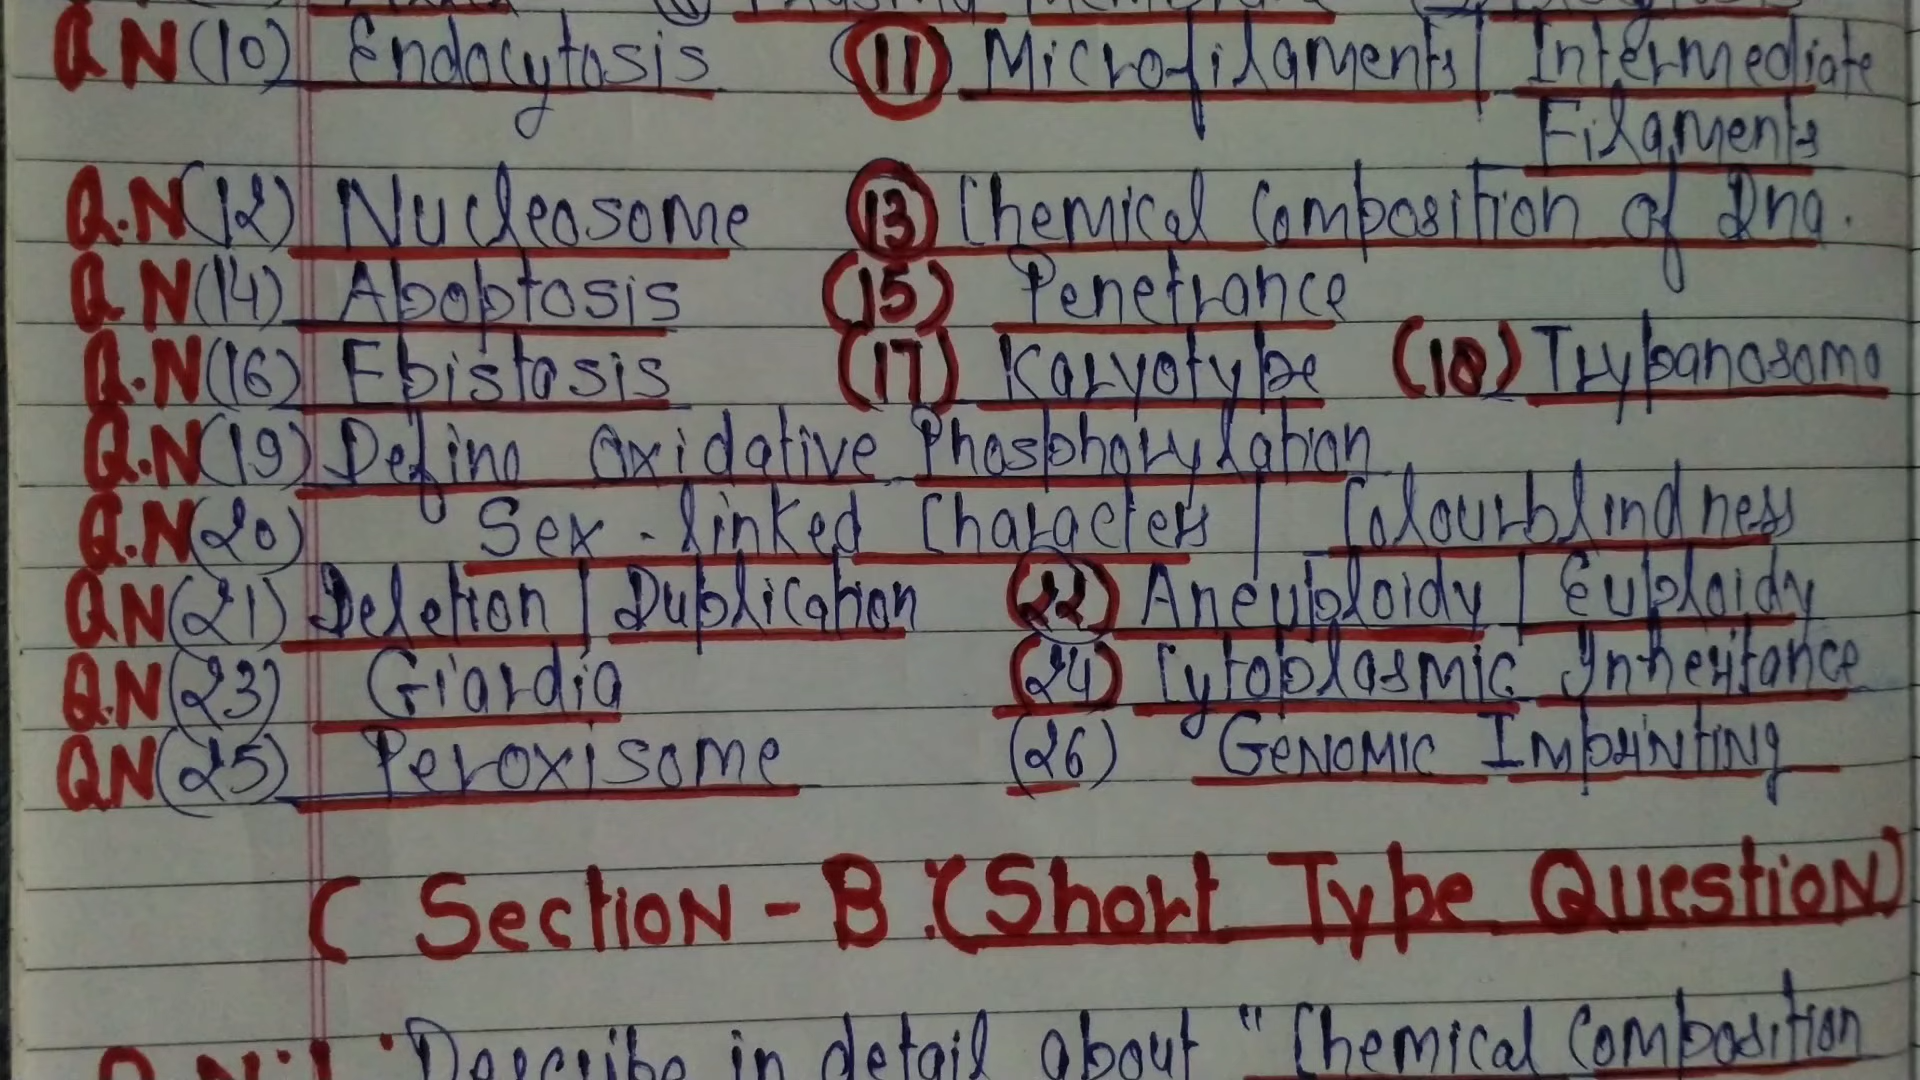 Q N (10) Endocytosis (11) Microfilaments | Intermediate
Filaments
Q.N (12) Nucleosome (13) Chemical Composition of Dna.
Q N (14) Apoptosis (15) Penetrance
Q.N (16) Epistasis (17) Karyotype (18) Trypanosoma
Q.N (19) Define Oxidative Phosphorylation
Q.N (20) Sex - linked Characters | Colourblindness
QN (21) Deletion | Duplication (22) Aneuploidy | Euploidy
Q.N (23) Giardia (24) Cytoplasmic Inheritance
QN (25) Peroxisome (26) GENOMIC IMPRINTING
( Section - B : (Short Type Question)
Q.N. 1 Describe in detail about "Chemical Composition